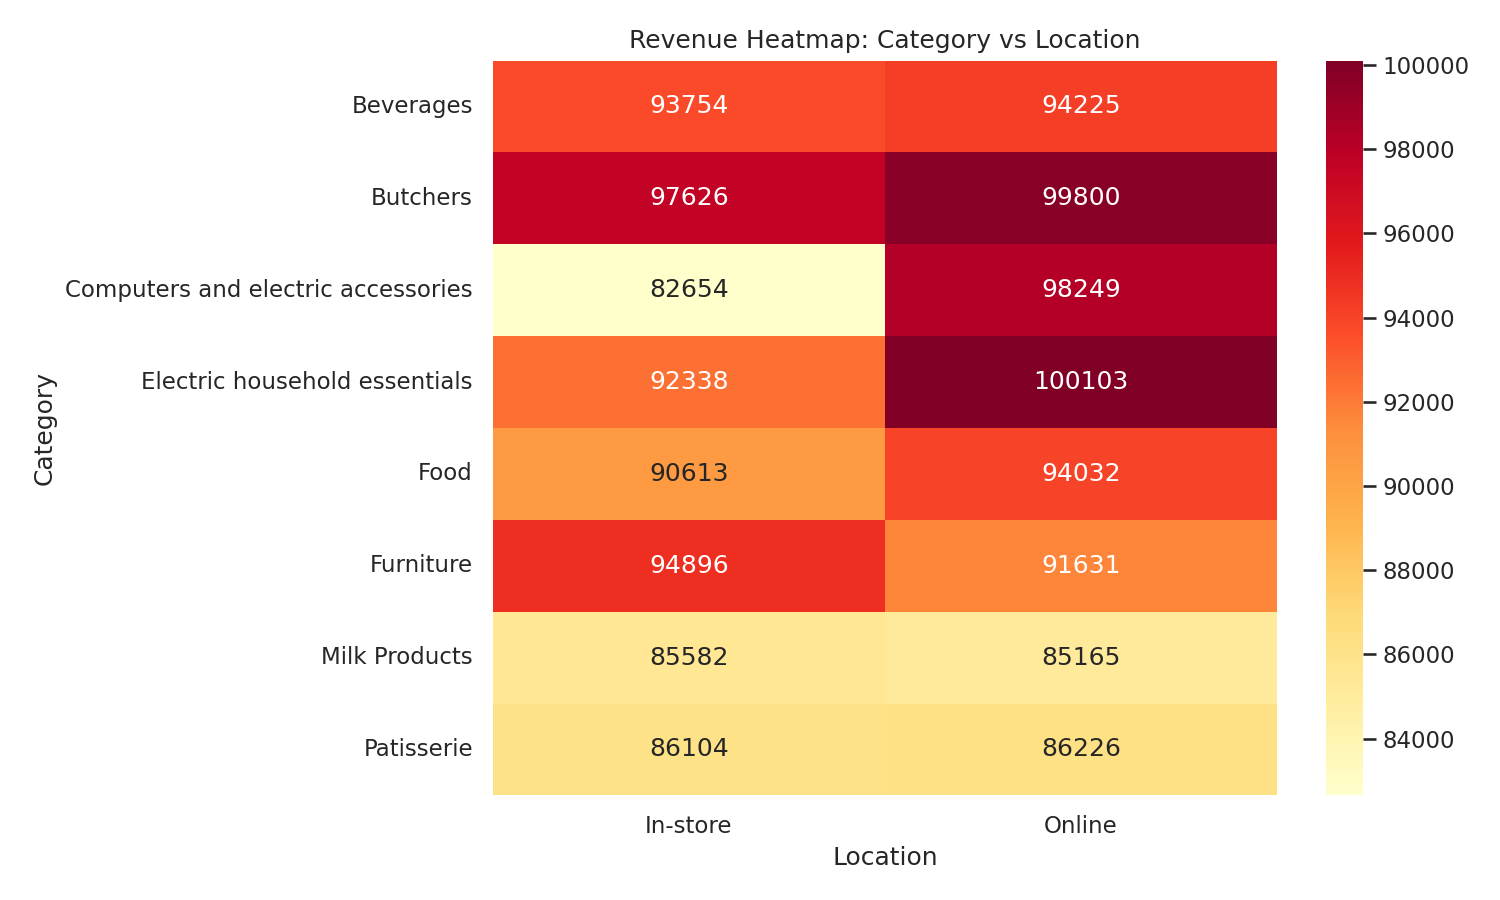 Revenue Heatmap: Category vs Location
Category
Beverages 93754 94225
Butchers 97626 99800
Computers and electric accessories 82654 98249
Electric household essentials 92338 100103
Food 90613 94032
Furniture 94896 91631
Milk Products 85582 85165
Patisserie 86104 86226
In-store Online
Location
100000
98000
96000
94000
92000
90000
88000
86000
84000